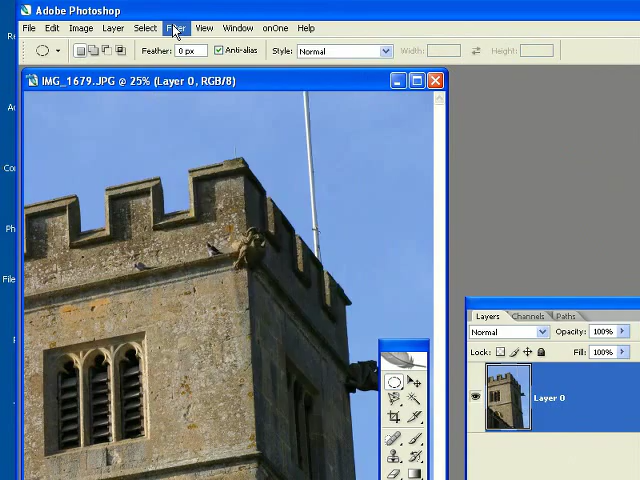 Adobe Photoshop
File Edit Image Layer Select Filter View Window onOne Help
Feather: 0 px Anti-alias Style: Normal Width: Height:
IMG_1679.JPG @ 25% (Layer 0, RGB/8)
File
Layers Channels Paths
Normal Opacity: 100%
Lock: Fill: 100%
Layer 0